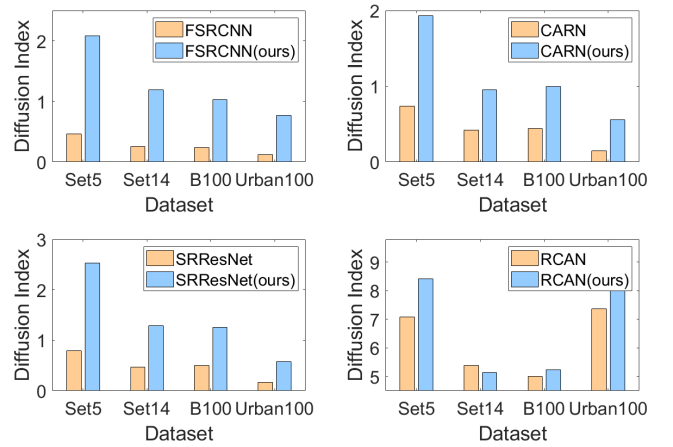 Diffusion Index
2
1
0
FSRCNN
FSRCNN(ours)
Set5 Set14 B100 Urban100
Dataset
Diffusion Index
2
1
0
CARN
CARN(ours)
Set5 Set14 B100 Urban100
Dataset
Diffusion Index
3
2
1
0
SRResNet
SRResNet(ours)
Set5 Set14 B100 Urban100
Dataset
Diffusion Index
9
8
7
6
5
RCAN
RCAN(ours)
Set5 Set14 B100 Urban100
Dataset